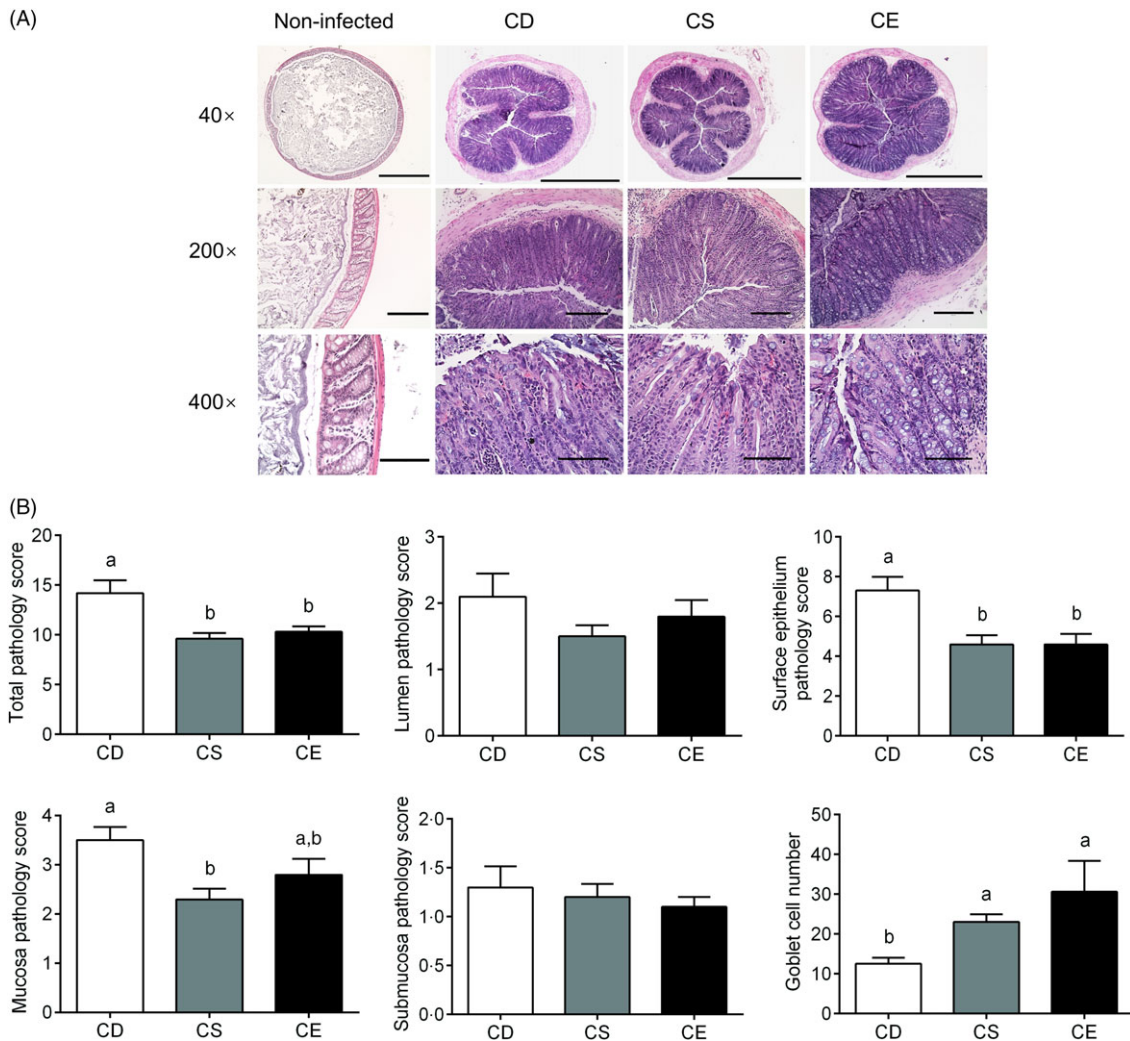 (A)
Non-infected CD CS CE
40×
200×
400×
(B)
Total pathology score
20
15
10
5
0
a
b
b
CD CS CE
Lumen pathology score
3
2
1
0
CD CS CE
Surface epithelium
pathology score
10
8
6
4
2
0
a
b
b
CD CS CE
Mucosa pathology score
4
3
2
1
0
a
b
a,b
CD CS CE
Submucosa pathology score
2·0
1·5
1·0
0·5
0·0
CD CS CE
Goblet cell number
50
40
30
20
10
0
b
a
a
CD CS CE